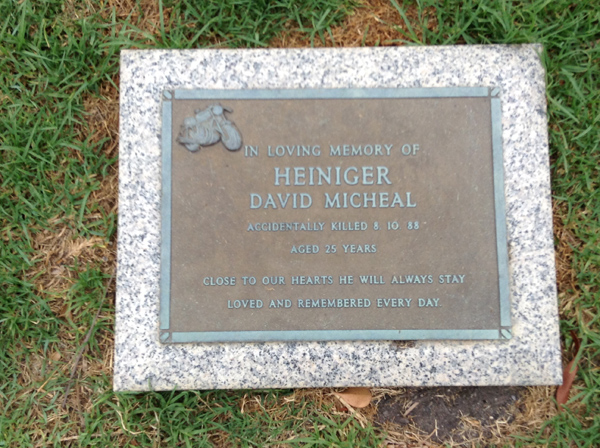 IN LOVING MEMORY OF
HEINIGER
DAVID MICHEAL
ACCIDENTALLY KILLED 8. 10. 88
AGED 25 YEARS
CLOSE TO OUR HEARTS HE WILL ALWAYS STAY
LOVED AND REMEMBERED EVERY DAY.